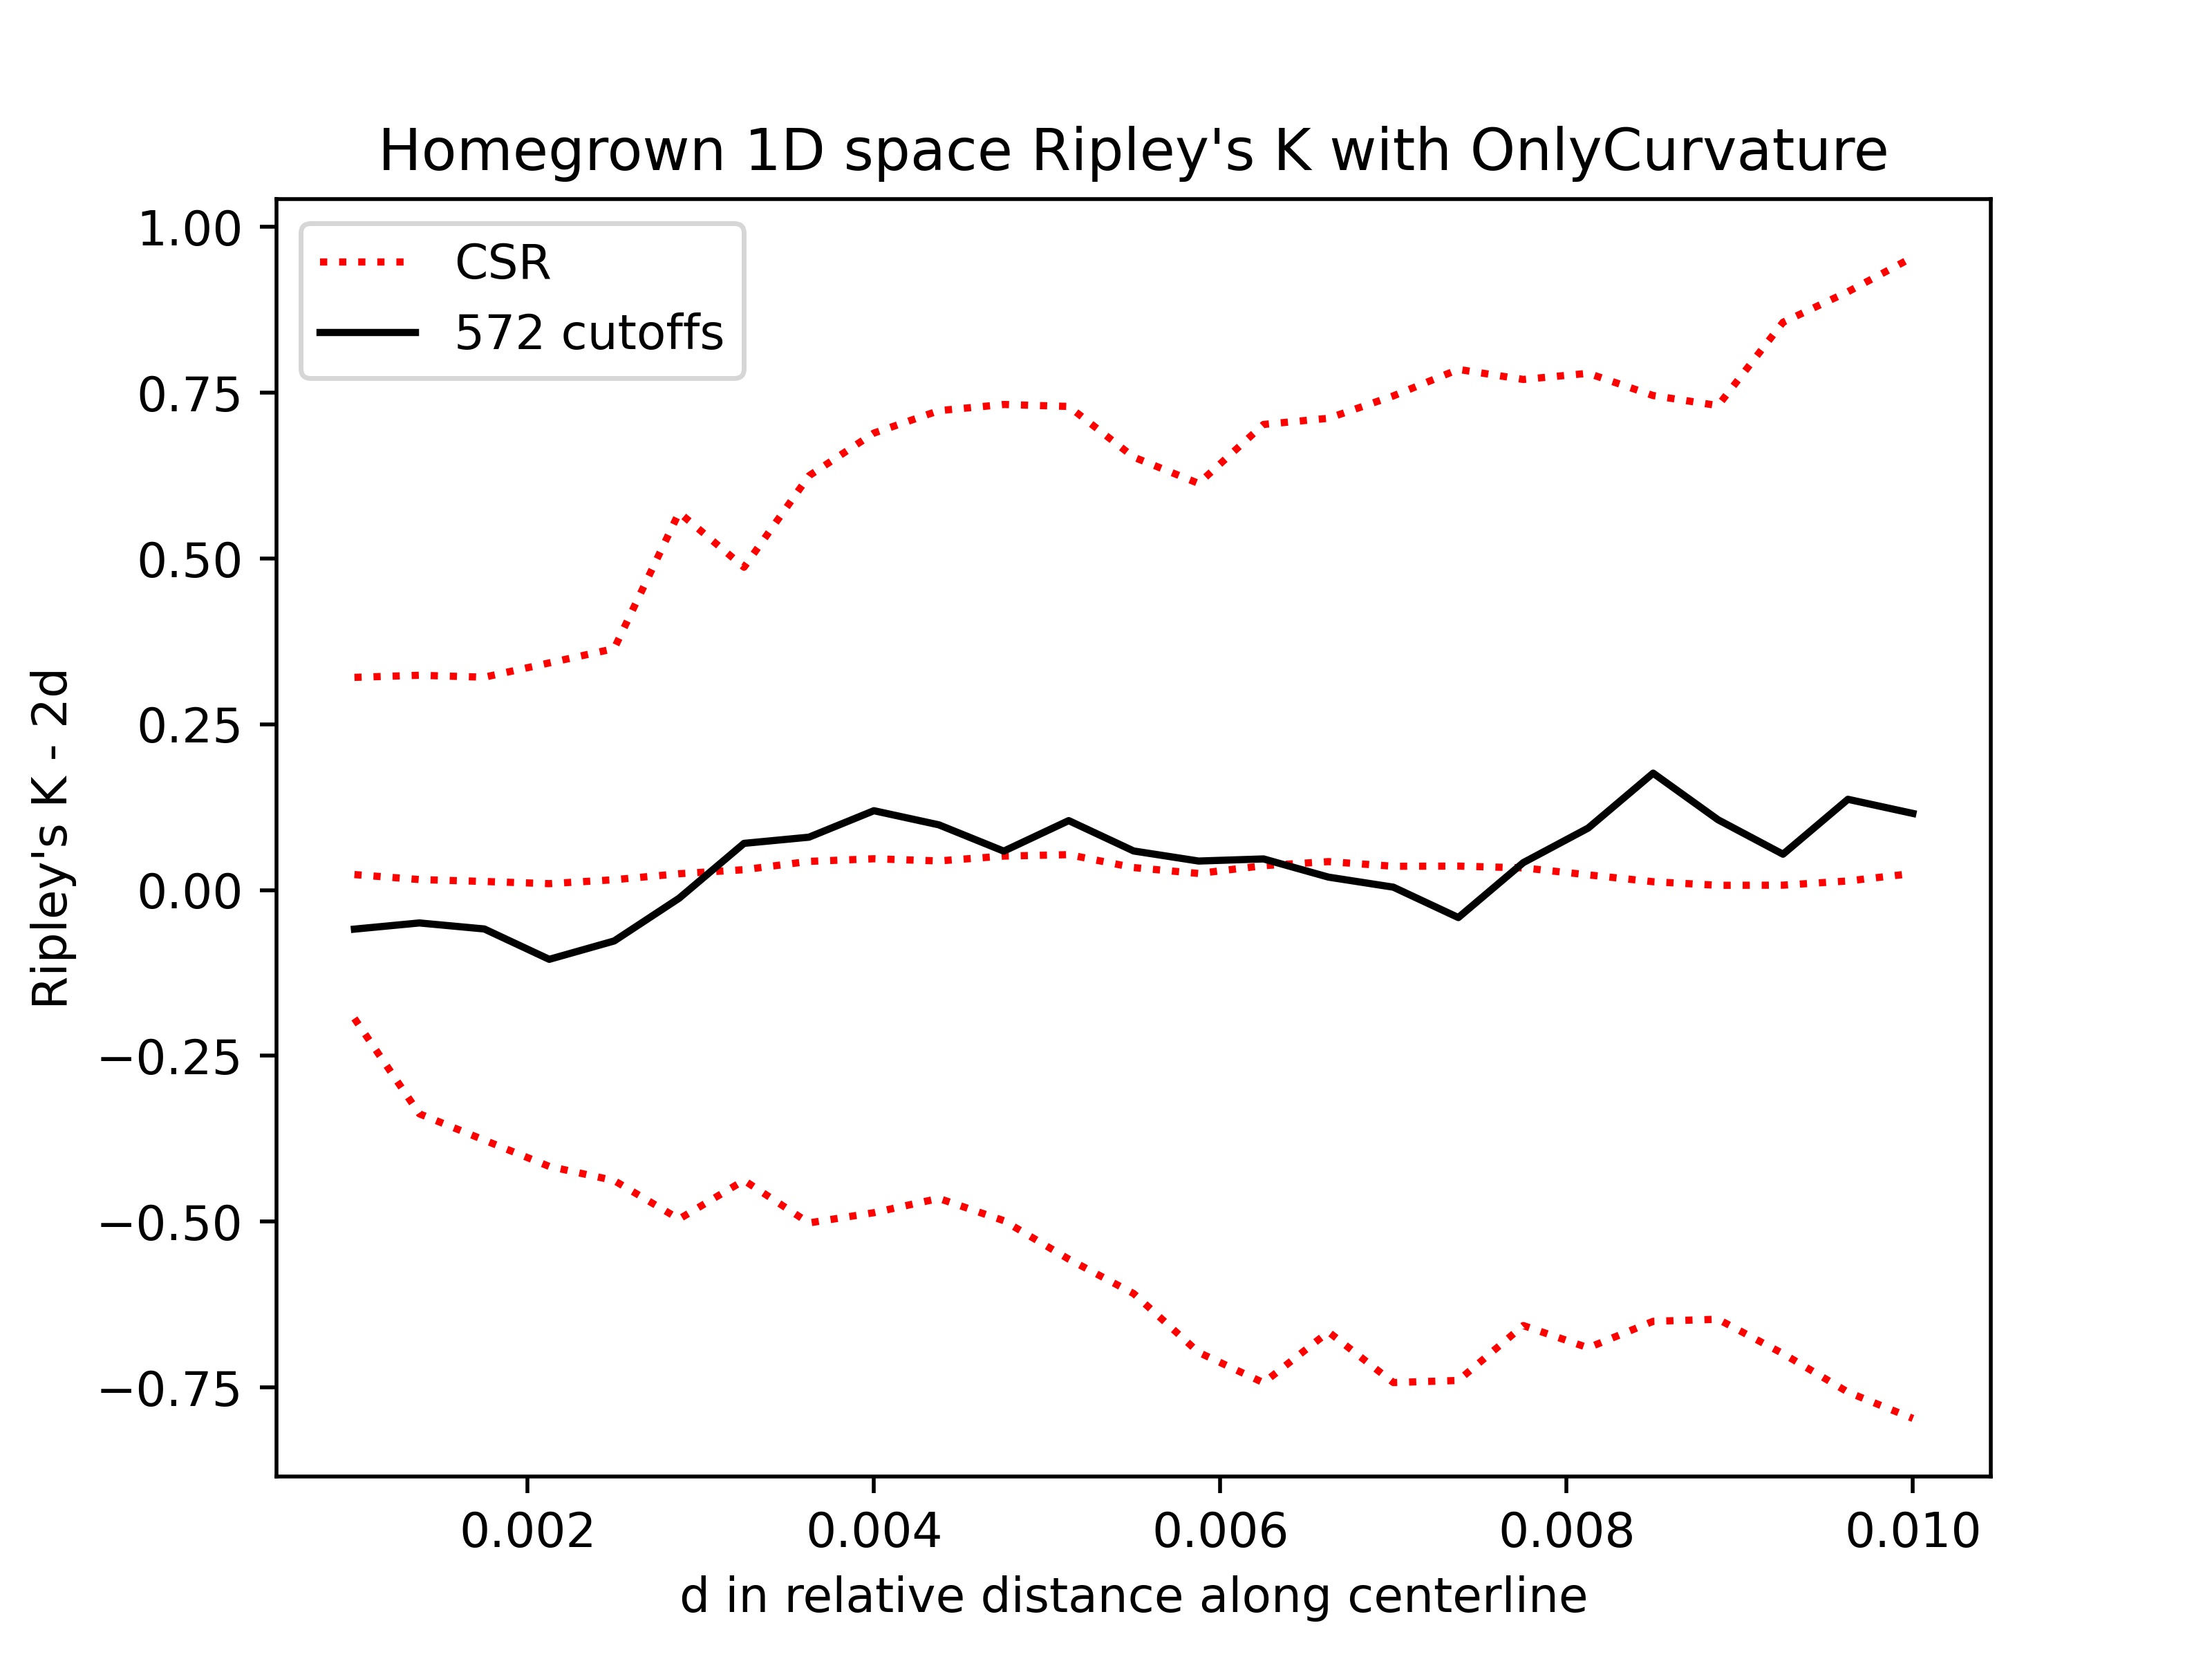 Homegrown 1D space Ripley's K with OnlyCurvature
CSR
572 cutoffs
Ripley's K - 2d
1.00
0.75
0.50
0.25
0.00
−0.25
−0.50
−0.75
0.002 0.004 0.006 0.008 0.010
d in relative distance along centerline